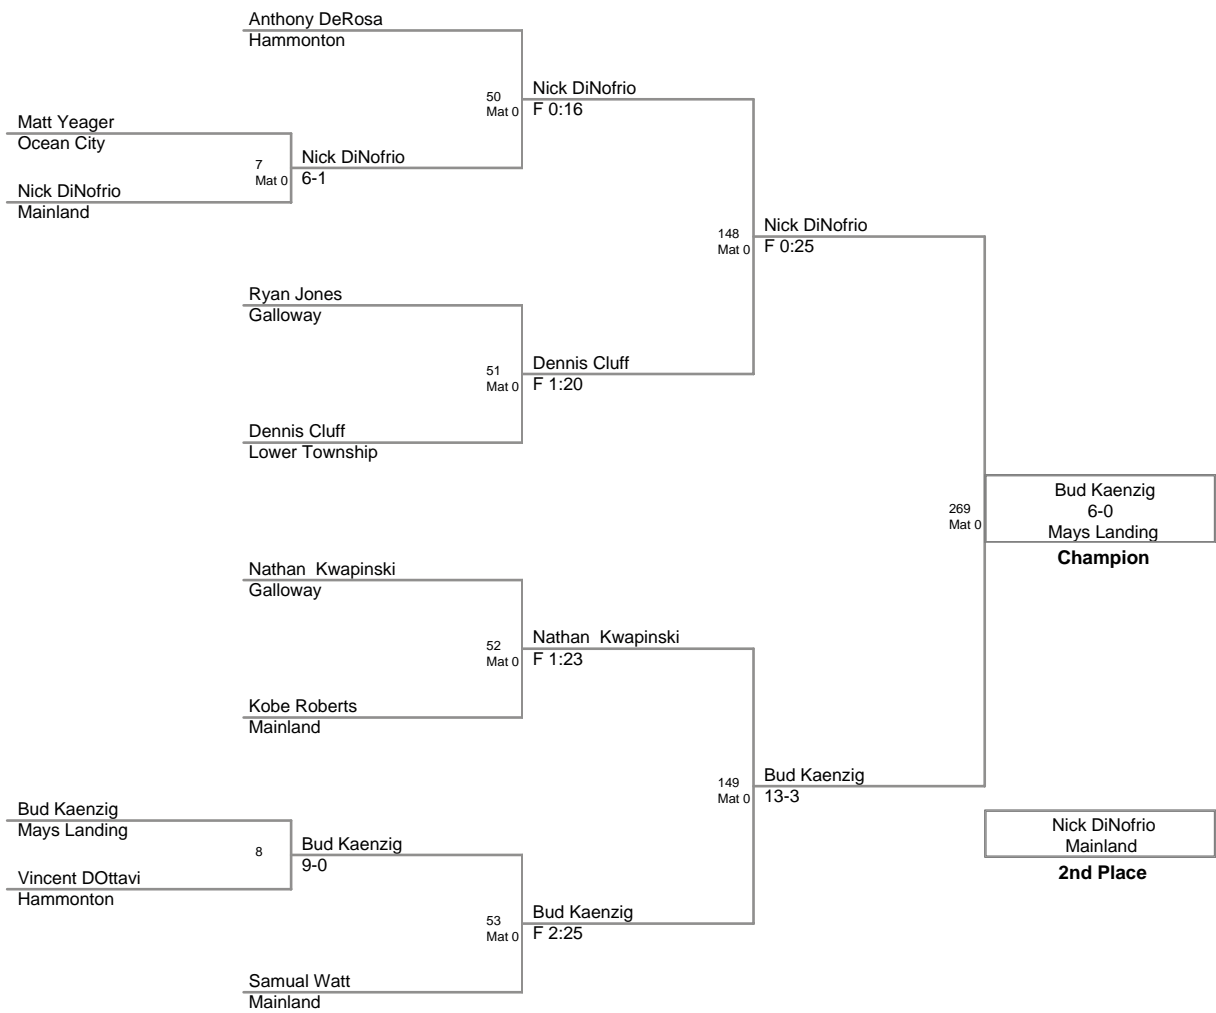 Anthony DeRosa
Hammonton
50
Mat 0
Nick DiNofrio
F 0:16
Matt Yeager
Ocean City
7
Mat 0
Nick DiNofrio
6-1
Nick DiNofrio
Mainland
148
Mat 0
Nick DiNofrio
F 0:25
Ryan Jones
Galloway
51
Mat 0
Dennis Cluff
F 1:20
Dennis Cluff
Lower Township
269
Mat 0
Bud Kaenzig
6-0
Mays Landing
Champion
Nathan  Kwapinski
Galloway
52
Mat 0
Nathan  Kwapinski
F 1:23
Kobe Roberts
Mainland
149
Mat 0
Bud Kaenzig
13-3
Bud Kaenzig
Mays Landing
8
Bud Kaenzig
9-0
Vincent DOttavi
Hammonton
Nick DiNofrio
Mainland
2nd Place
53
Mat 0
Bud Kaenzig
F 2:25
Samual Watt
Mainland